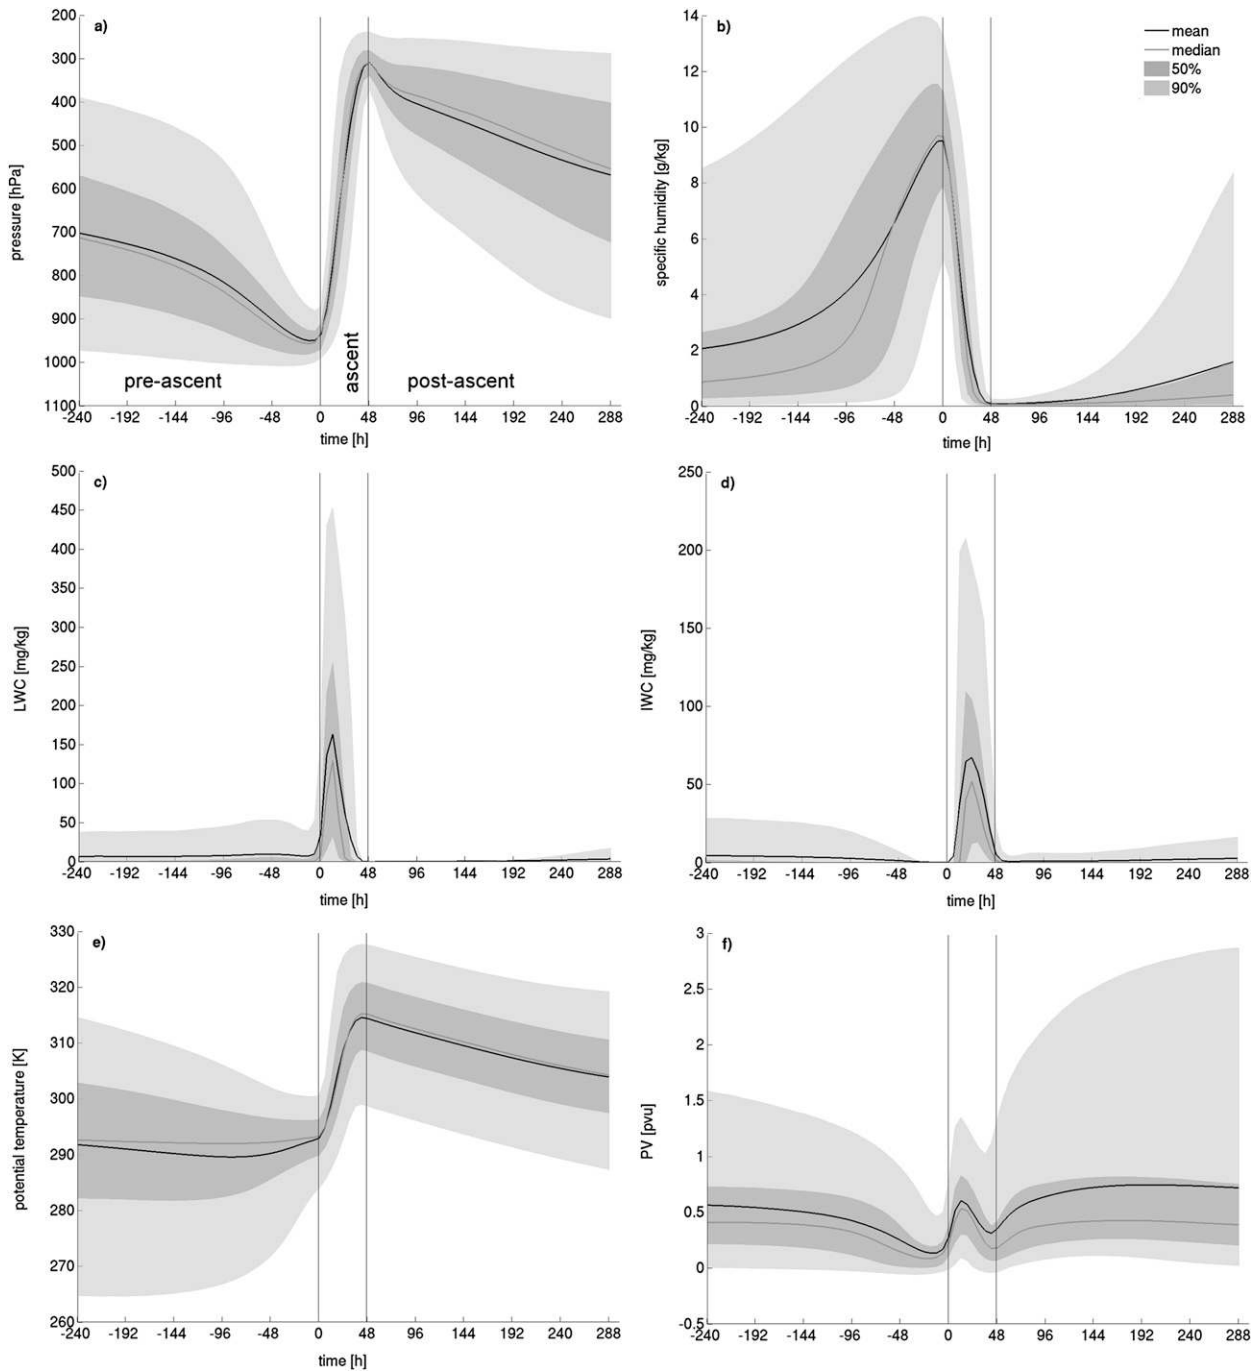 a)
200
300
400
500
600
700
800
900
1000
1100
pressure [hPa]
pre-ascent
ascent
post-ascent
-240 -192 -144 -96 -48 0 48 96 144 192 240 288
time [h]
b)
14
12
10
8
6
4
2
0
specific humidity [g/kg]
mean
median
50%
90%
-240 -192 -144 -96 -48 0 48 96 144 192 240 288
time [h]
c)
500
450
400
350
300
250
200
150
100
50
0
LWC [mg/kg]
-240 -192 -144 -96 -48 0 48 96 144 192 240 288
time [h]
d)
250
200
150
100
50
0
IWC [mg/kg]
-240 -192 -144 -96 -48 0 48 96 144 192 240 288
time [h]
e)
330
320
310
300
290
280
270
260
potential temperature [K]
-240 -192 -144 -96 -48 0 48 96 144 192 240 288
time [h]
f)
3
2.5
2
1.5
1
0.5
0
-0.5
PV [pvu]
-240 -192 -144 -96 -48 0 48 96 144 192 240 288
time [h]